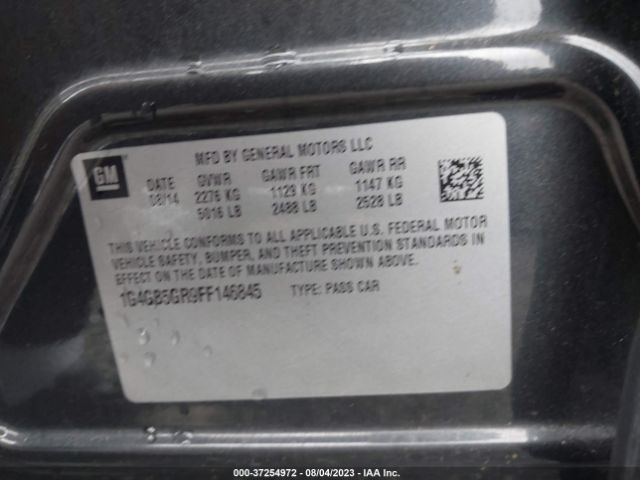 MFD BY GENERAL MOTORS LLC
GM
DATE GVWR GAWR FRT GAWR RR
08/14 2276 KG 1129 KG 1147 KG
5018 LB 2488 LB 2528 LB
THIS VEHICLE CONFORMS TO ALL APPLICABLE U.S. FEDERAL MOTOR
VEHICLE SAFETY, BUMPER, AND THEFT PREVENTION STANDARDS IN
EFFECT ON THE DATE OF MANUFACTURE SHOWN ABOVE.
1G4GB5GR9FF146845 TYPE: PASS CAR
000-37254972 - 08/04/2023 - IAA Inc.